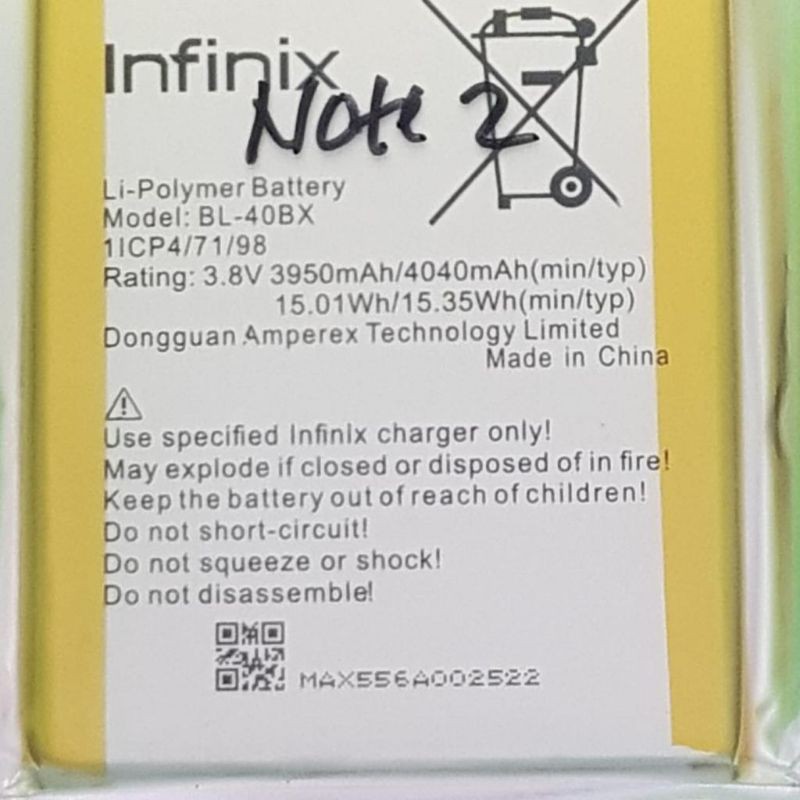 Infinix
Note 2
Li-Polymer Battery
Model: BL-40BX
1ICP4/71/98
Rating: 3.8V 3950mAh/4040mAh(min/typ)
15.01Wh/15.35Wh(min/typ)
Dongguan Amperex Technology Limited
Made in China
Use specified Infinix charger only!
May explode if closed or disposed of in fire!
Keep the battery out of reach of children!
Do not short-circuit!
Do not squeeze or shock!
Do not disassemble!
MAX556A002522